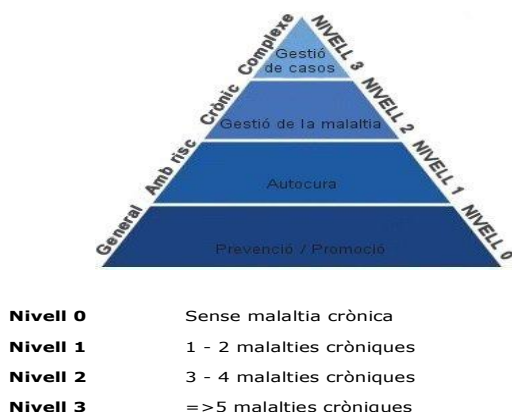 Complexe
NIVELL 3
Gestió
de casos
Crònic
NIVELL 2
Gestió de la malaltia
Amb risc
NIVELL 1
Autocura
General
NIVELL 0
Prevenció / Promoció
Nivell 0 Sense malaltia crònica
Nivell 1 1 - 2 malalties cròniques
Nivell 2 3 - 4 malalties cròniques
Nivell 3 =>5 malalties cròniques